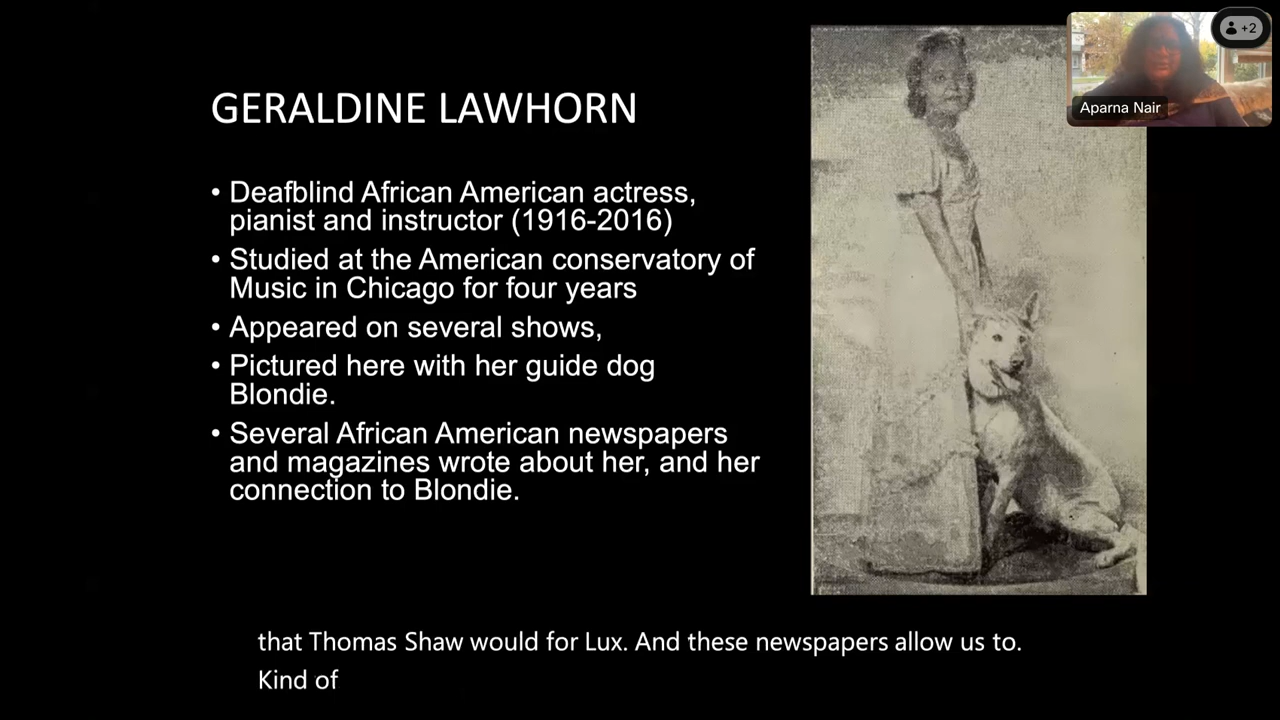 +2
Aparna Nair
GERALDINE LAWHORN
• Deafblind African American actress,
pianist and instructor (1916-2016)
• Studied at the American conservatory of
Music in Chicago for four years
• Appeared on several shows,
• Pictured here with her guide dog
Blondie.
• Several African American newspapers
and magazines wrote about her, and her
connection to Blondie.
that Thomas Shaw would for Lux. And these newspapers allow us to.
Kind of